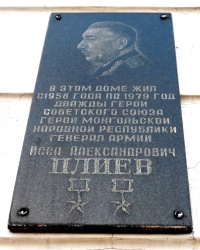 В ЭТОМ ДОМЕ ЖИЛ
С 1958 ГОДА ПО 1979 ГОД
ДВАЖДЫ ГЕРОЙ
СОВЕТСКОГО СОЮЗА
ГЕРОЙ МОНГОЛЬСКОЙ
НАРОДНОЙ РЕСПУБЛИКИ
ГЕНЕРАЛ АРМИИ
ИССА АЛЕКСАНДРОВИЧ
ПЛИЕВ